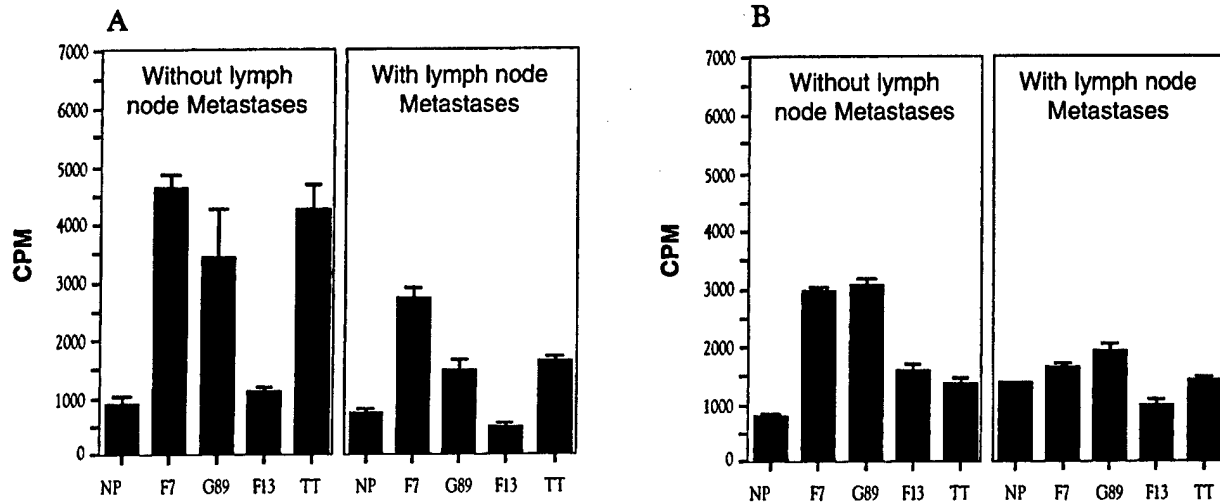 A
7000
6000
5000
4000
3000
2000
1000
0
CPM
Without lymph
node Metastases
With lymph node
Metastases
NP F7 G89 F13 TT NP F7 G89 F13 TT
B
7000
6000
5000
4000
3000
2000
1000
0
CPM
Without lymph
node Metastases
With lymph node
Metastases
NP F7 G89 F13 TT NP F7 G89 F13 TT